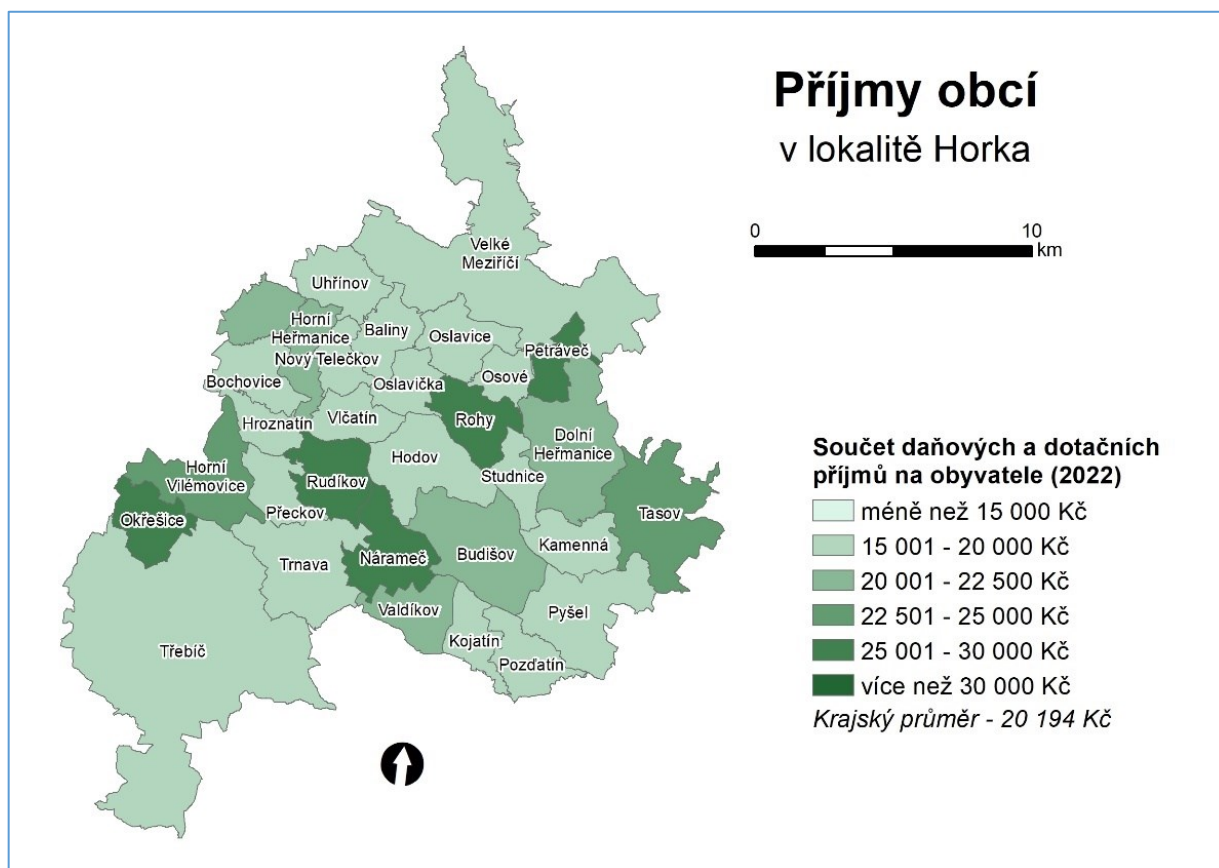 Příjmy obcí
v lokalitě Horka
0 10
km
Velké
Meziříčí
Uhřínov
Horní
Heřmanice
Baliny
Oslavice
Petráveč
Nový Telečkov
Bochovice
Oslavička
Osové
Hroznatín
Vlčatín
Rohy
Dolní
Heřmanice
Hodov
Studnice
Horní
Vilémovice
Rudíkov
Přeckov
Okřešice
Tasov
Trnava
Nárameč
Budišov
Kamenná
Valdíkov
Pyšel
Kojatín
Pozďatín
Třebíč
Součet daňových a dotačních
příjmů na obyvatele (2022)
méně než 15 000 Kč
15 001 - 20 000 Kč
20 001 - 22 500 Kč
22 501 - 25 000 Kč
25 001 - 30 000 Kč
více než 30 000 Kč
Krajský průměr - 20 194 Kč